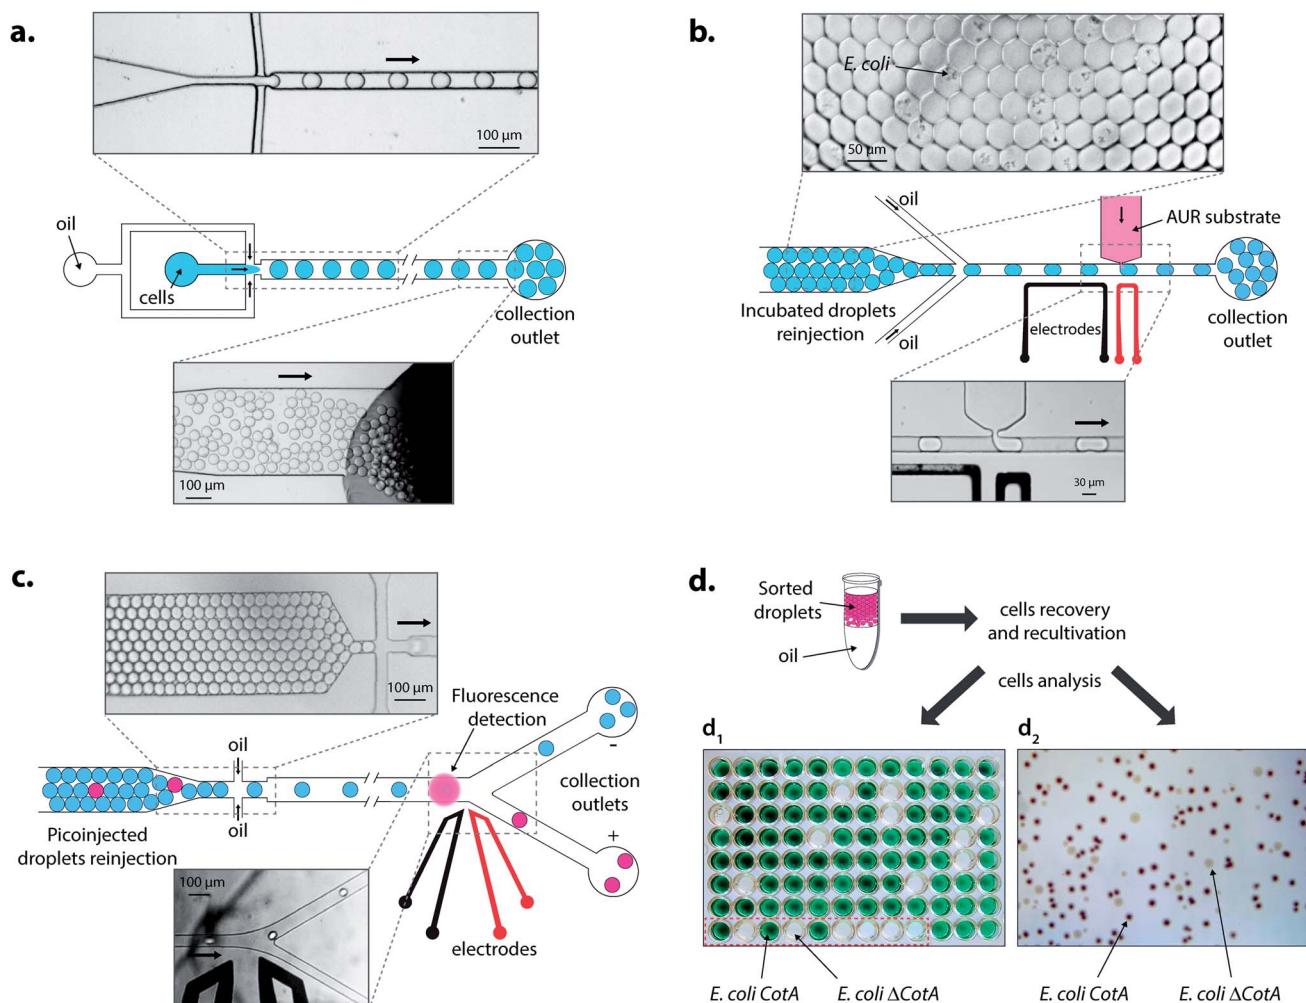 a.
100 µm
oil
cells
collection
outlet
100 µm
b.
E. coli
50 µm
oil
AUR substrate
Incubated droplets
reinjection
oil
electrodes
collection
outlet
30 µm
c.
100 µm
Fluorescence
detection
oil
-
collection
outlets
oil
+
Picoinjected
droplets reinjection
100 µm
electrodes
d.
Sorted
droplets
oil
cells recovery
and recultivation
cells analysis
d1
d2
E. coli CotA
E. coli ΔCotA
E. coli CotA
E. coli ΔCotA